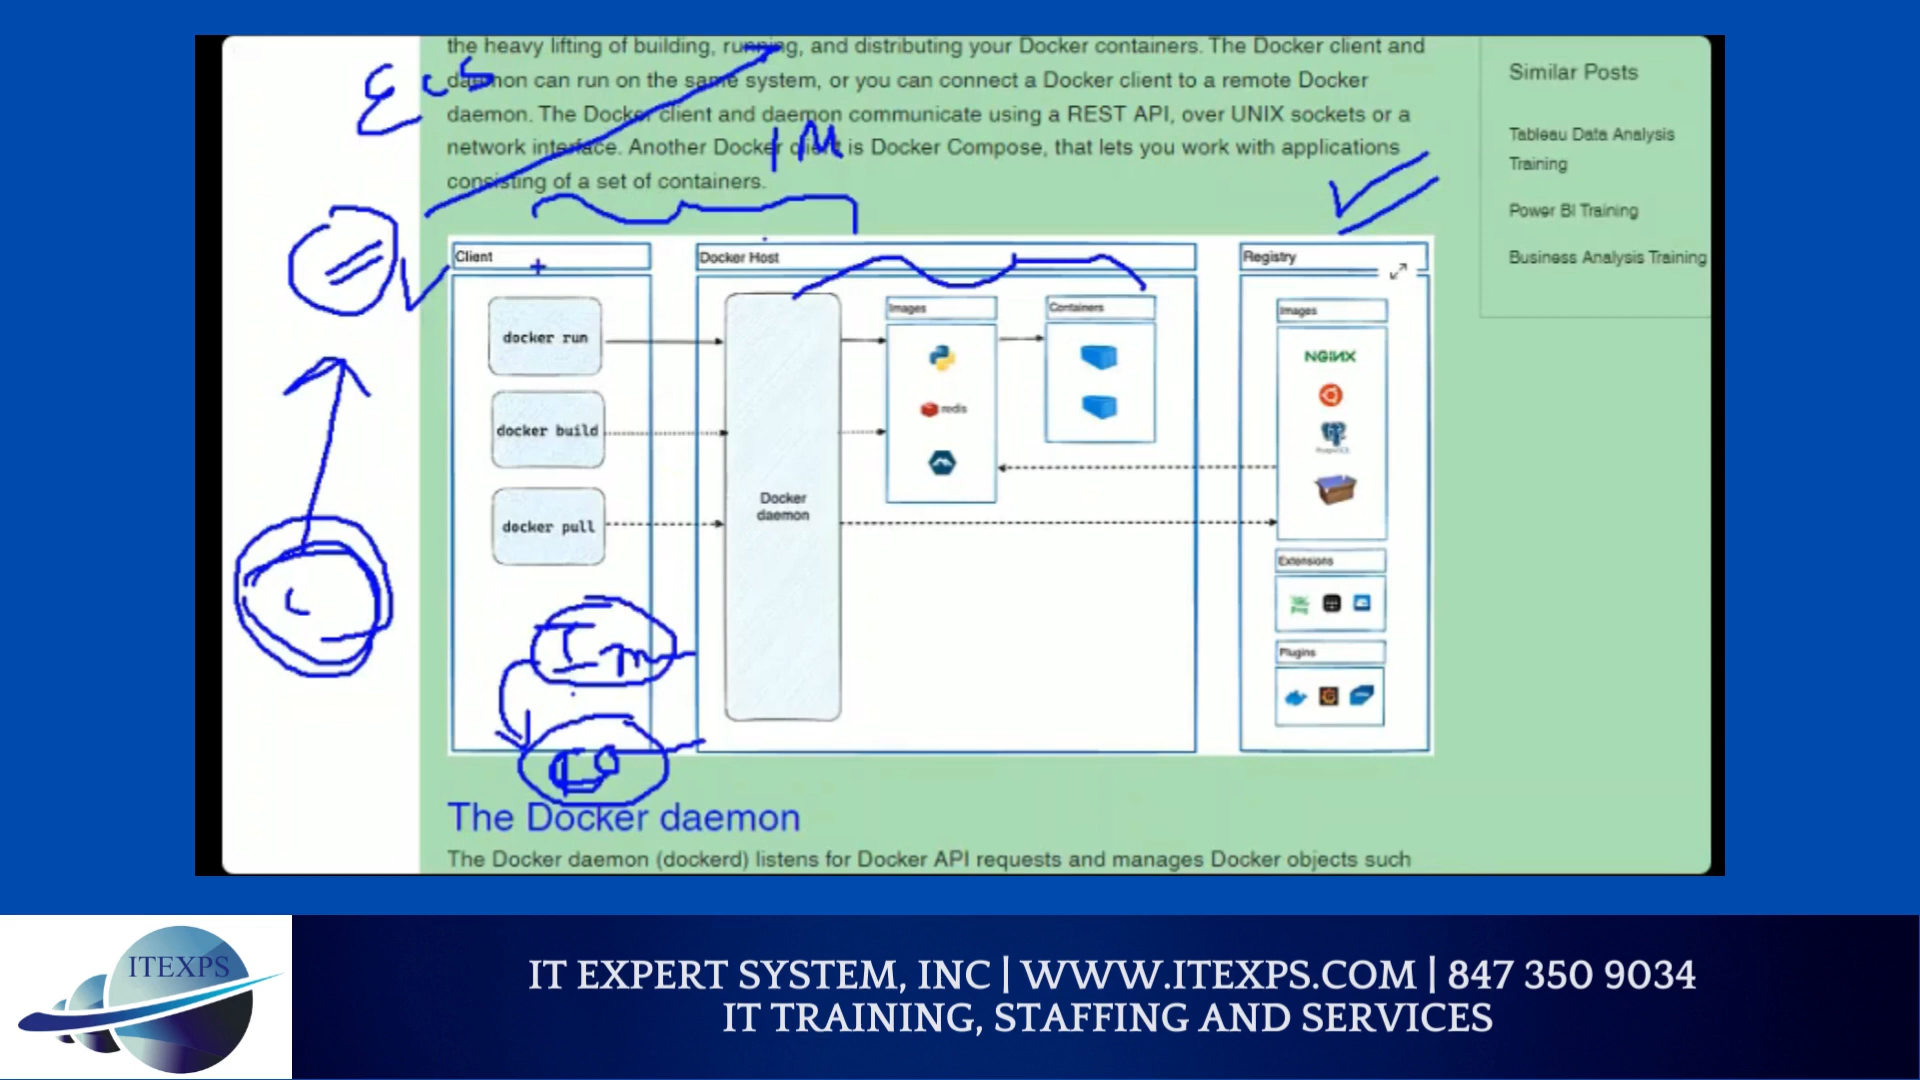 the heavy lifting of building, running, and distributing your Docker containers. The Docker client and
daemon can run on the same system, or you can connect a Docker client to a remote Docker
daemon. The Docker client and daemon communicate using a REST API, over UNIX sockets or a
network interface. Another Docker client is Docker Compose, that lets you work with applications
consisting of a set of containers.
Ecs
1M
Similar Posts
Tableau Data Analysis
Training
Power BI Training
Business Analysis Training
Client
docker run
docker build
docker pull
Im
Co
C
Docker Host
Docker
daemon
Images
redis
Containers
Registry
Images
NGINX
PostgreSQL
Extensions
Plugins
The Docker daemon
The Docker daemon (dockerd) listens for Docker API requests and manages Docker objects such
ITEXPS
IT EXPERT SYSTEM, INC | WWW.ITEXPS.COM | 847 350 9034
IT TRAINING, STAFFING AND SERVICES